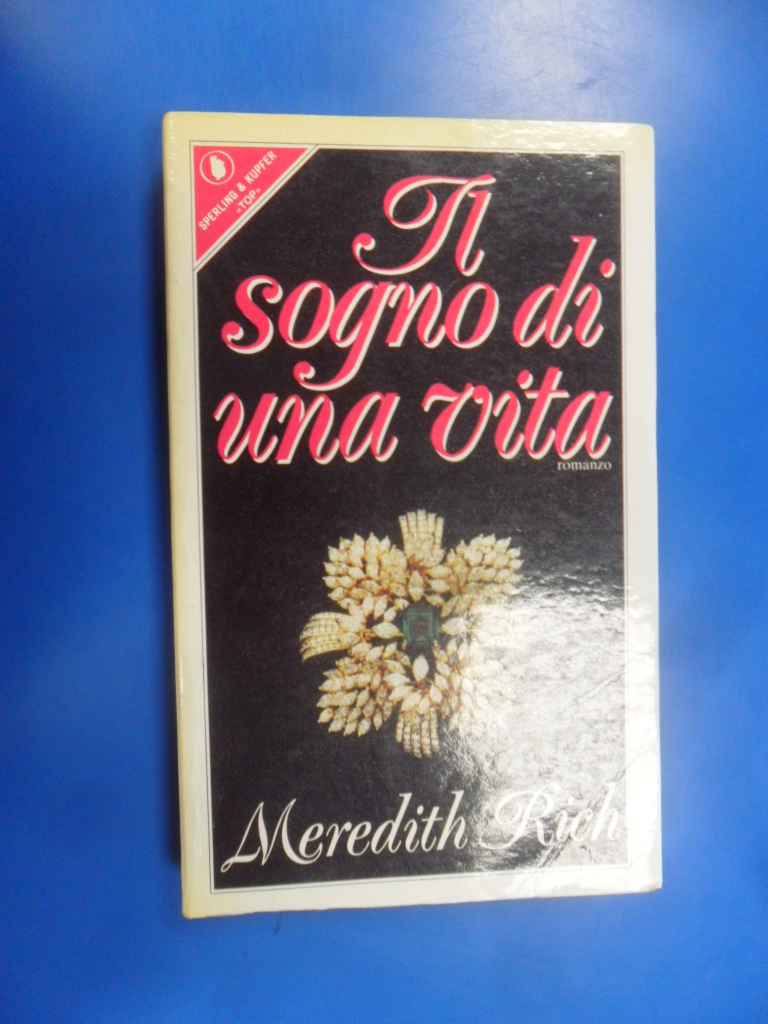 SPERLING & KUPFER
«TOP»
Il
sogno di
una vita
romanzo
Meredith Rich